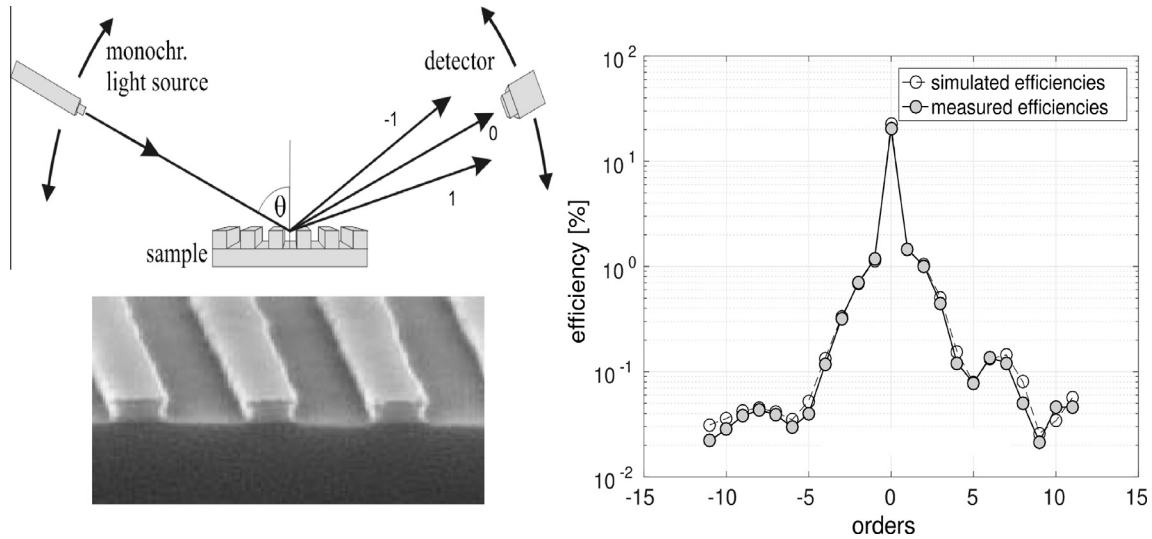 monochr.
light source
detector
-1
0
1
θ
sample
efficiency [%]
10^2
10^1
10^0
10^-1
10^-2
simulated efficiencies
measured efficiencies
-15 -10 -5 0 5 10 15
orders